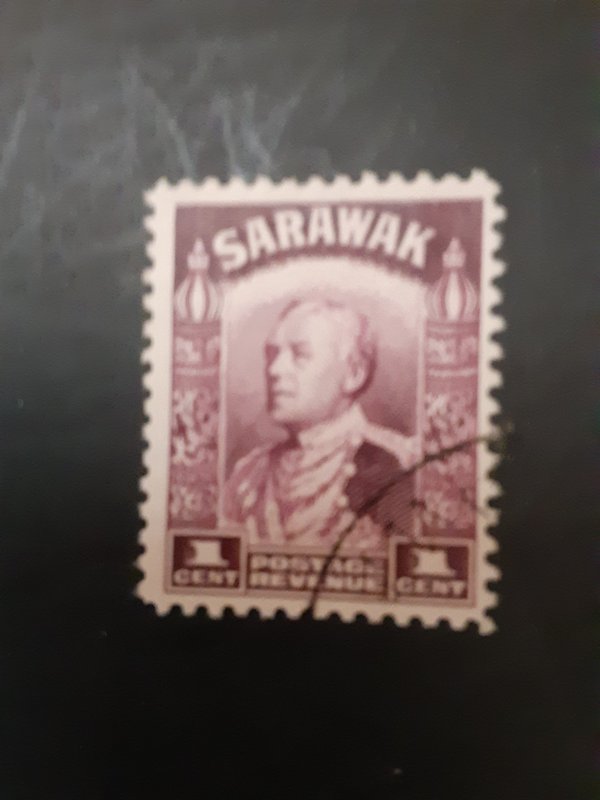 SARAWAK
1 CENT
POSTAGE
REVENUE
1 CENT